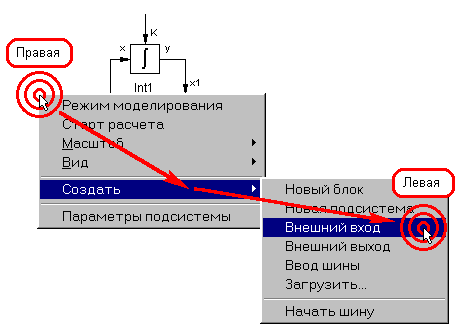 K
Правая
x
∫
y
Int1
x1
Режим моделирования
Старт расчета
Масштаб
Вид
Создать
Параметры подсистемы
Левая
Новый блок
Новая подсистема
Внешний вход
Внешний выход
Ввод шины
Загрузить...
Начать шину